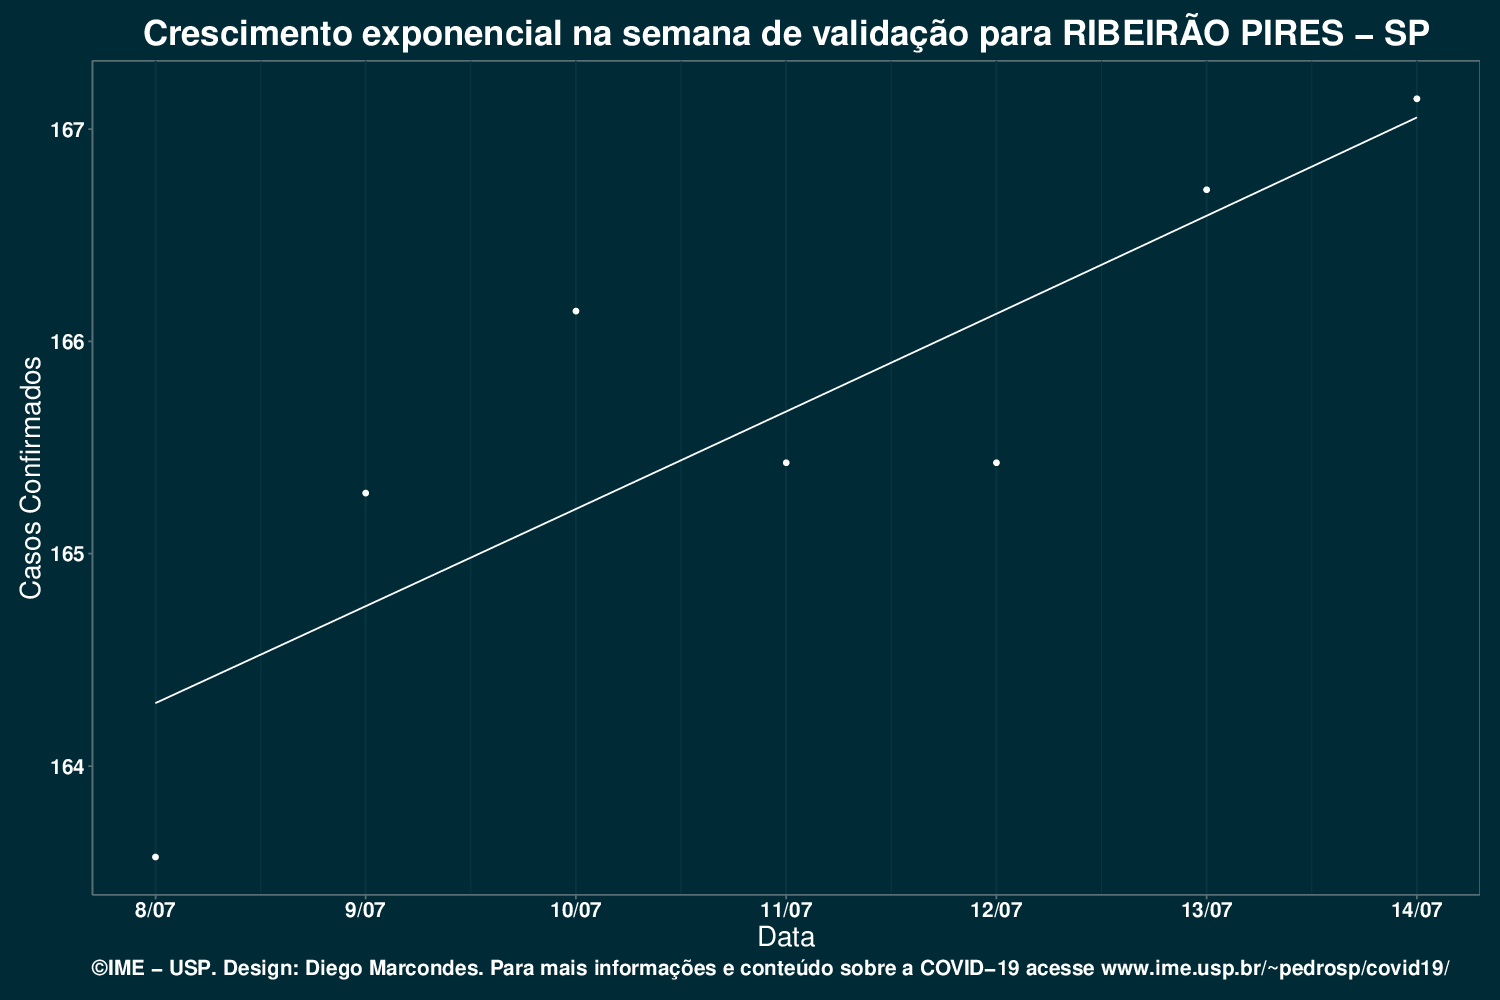 Crescimento exponencial na semana de validação para RIBEIRÃO PIRES – SP
167
166
165
164
Casos Confirmados
8/07 9/07 10/07 11/07 12/07 13/07 14/07
Data
©IME – USP. Design: Diego Marcondes. Para mais informações e conteúdo sobre a COVID–19 acesse www.ime.usp.br/~pedrosp/covid19/